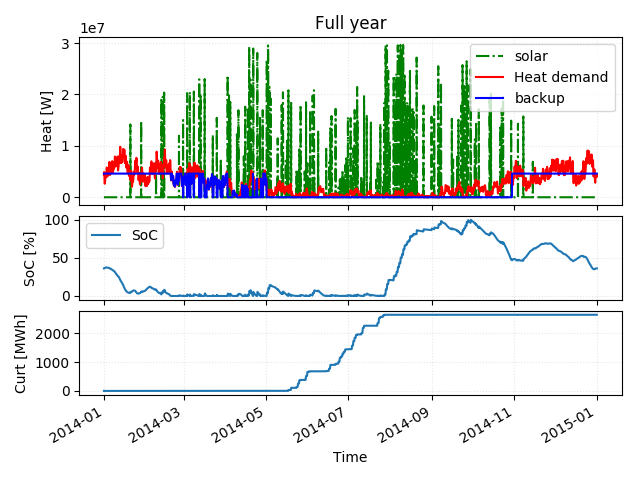 Full year
1e7
3
2
1
0
Heat [W]
solar
Heat demand
backup
100
50
0
SoC [%]
SoC
2000
1000
0
Curt [MWh]
2014-01
2014-03
2014-05
2014-07
2014-09
2014-11
2015-01
Time